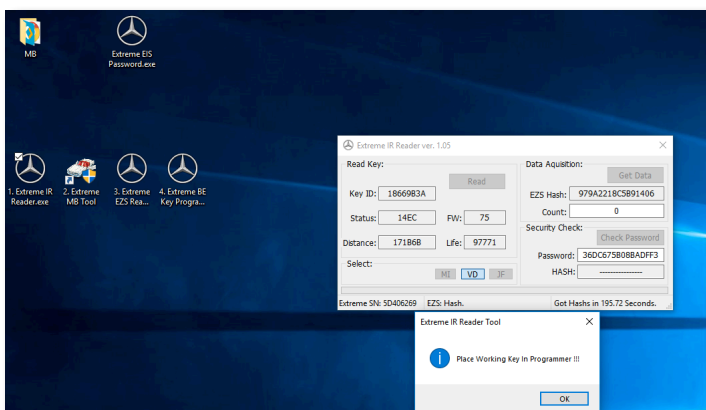 MB
Extreme EIS
Password.exe
1. Extreme IR
Reader.exe
2. Extreme
MB Tool
3. Extreme
EZS Rea...
4. Extreme BE
Key Progra...
Extreme IR Reader ver. 1.05
Read Key:
Read
Key ID: 18669B3A
Status: 14EC FW: 75
Distance: 171B6B Life: 97771
Select:
MI VD JF
Data Aquisition:
Get Data
EZS Hash: 979A2218C5B91406
Count: 0
Security Check:
Check Password
Password: 36DC675B08BADFF3
HASH: ----------------
Extreme SN: 5D406269 EZS: Hash. Got Hashs in 195.72 Seconds.
Extreme IR Reader Tool
Place Working Key In Programmer !!!
OK